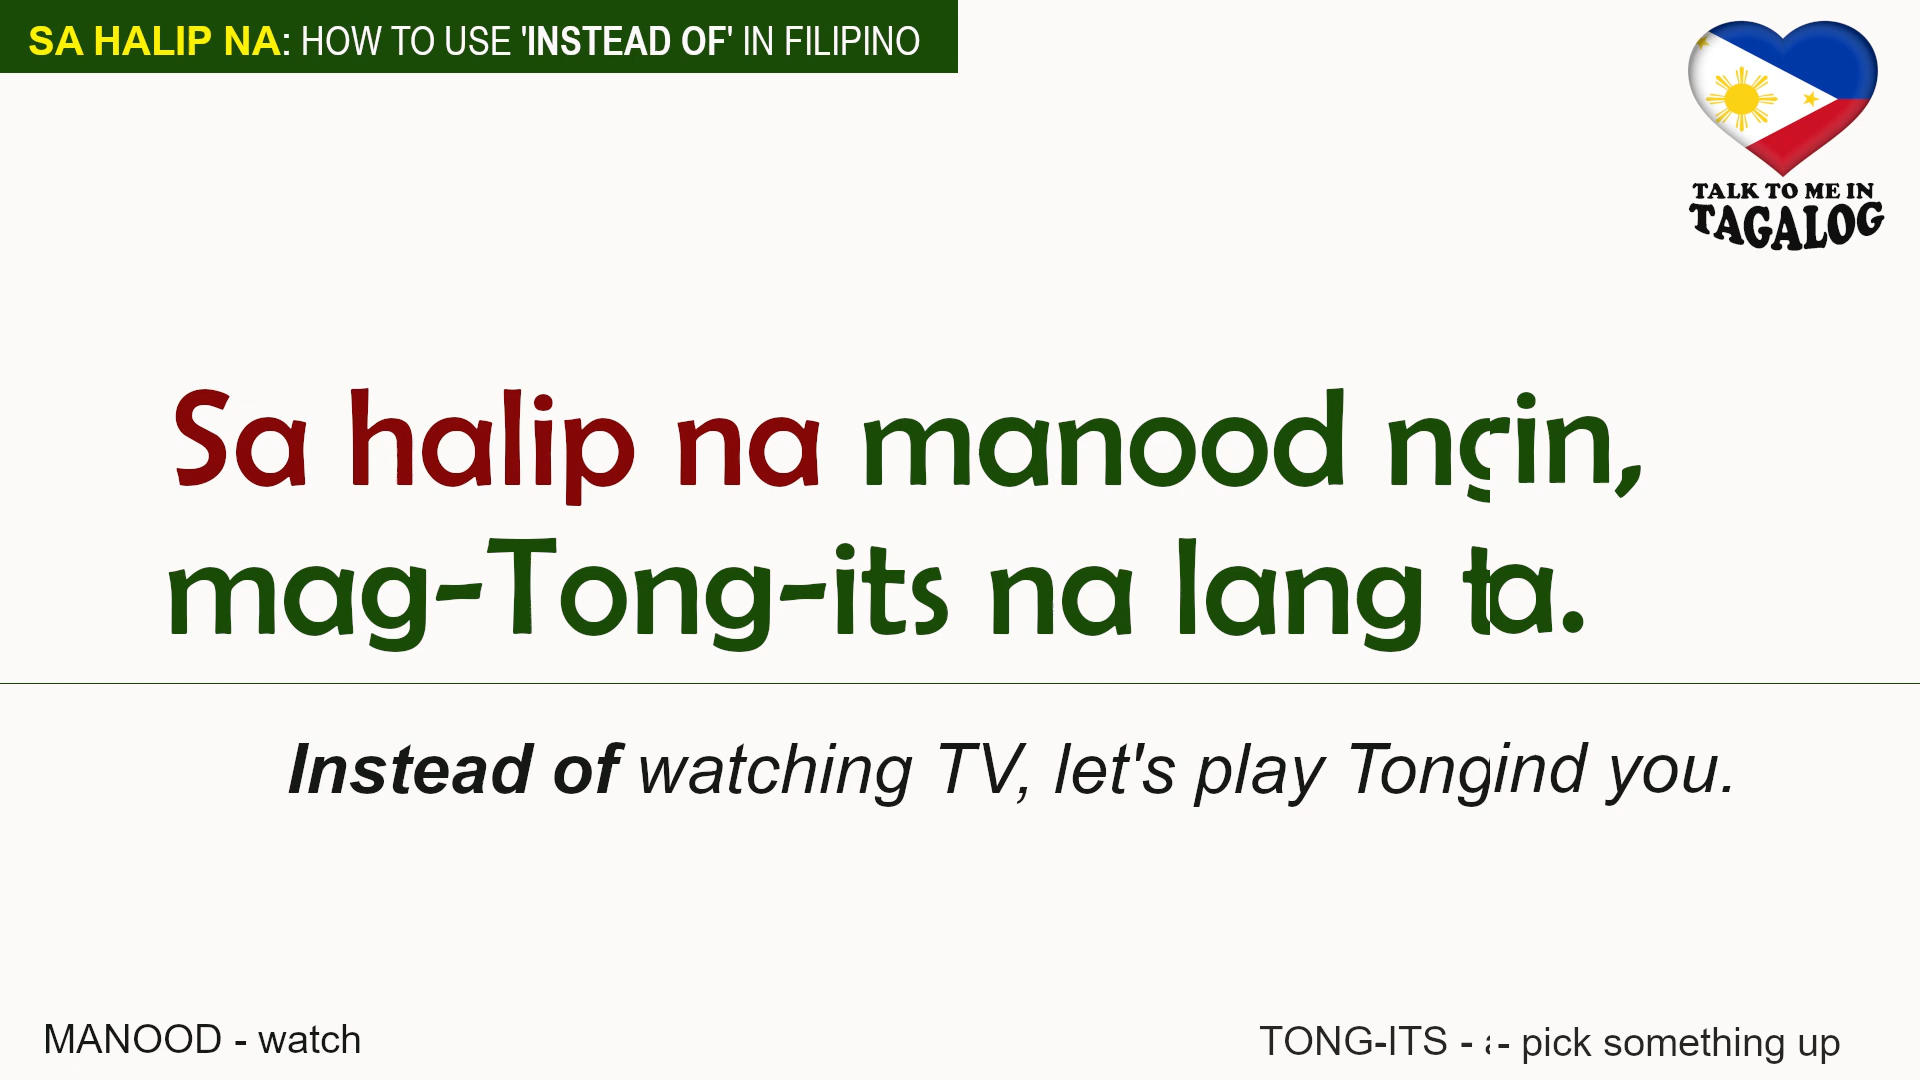 SA HALIP NA: HOW TO USE 'INSTEAD OF' IN FILIPINO
TALK TO ME IN
TAGALOG
Sa halip na manood
mag-Tong-its na lang
Instead of watching TV, let's play you.
MANOOD - watch
TONG-ITS - - pick something up